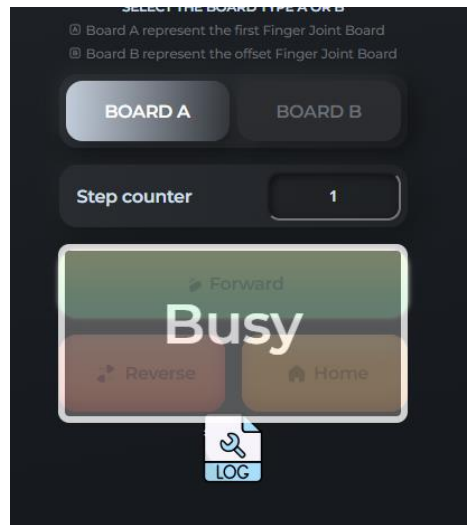 SELECT THE BOARD TYPE A OR B
A Board A represent the first Finger Joint Board
B Board B represent the offset Finger Joint Board
BOARD A
BOARD B
Step counter
1
Forward
Busy
Reverse
Home
LOG